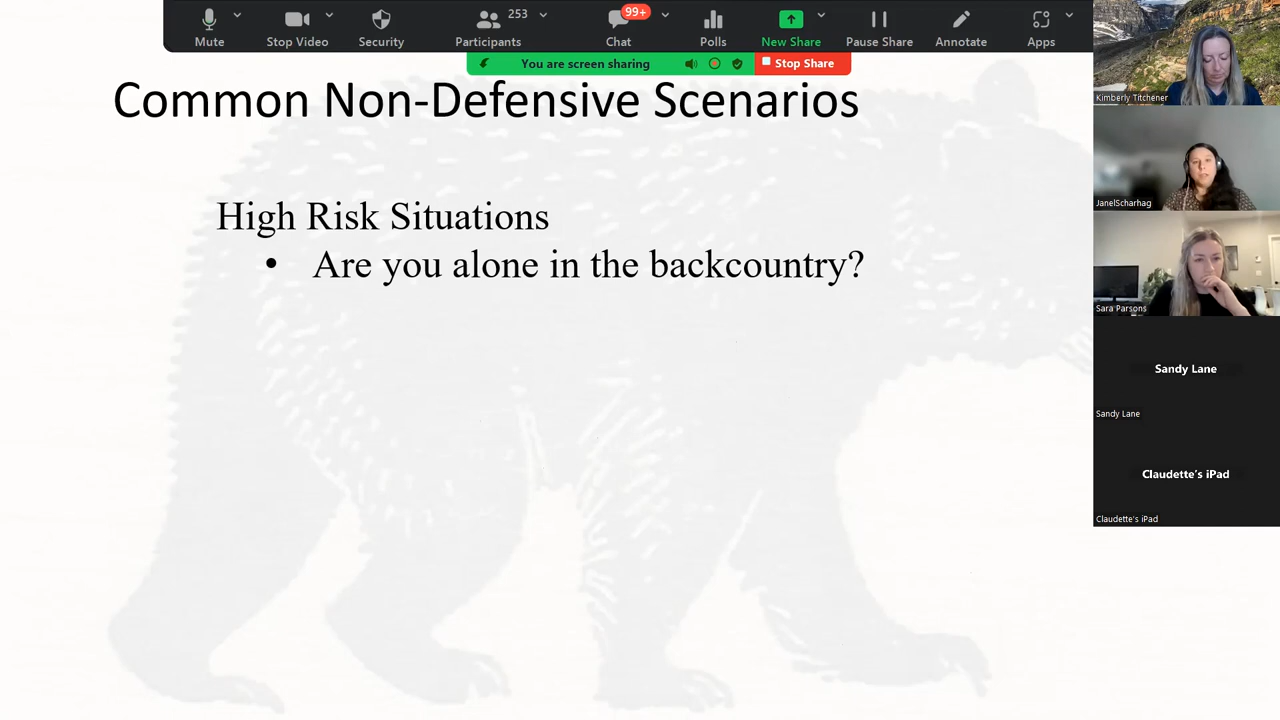 253
99+
Mute
Stop Video
Security
Participants
Chat
Polls
New Share
Pause Share
Annotate
Apps
You are screen sharing
Stop Share
Kimberly Titchener
Common Non-Defensive Scenarios
JanelScharhag
High Risk Situations
• Are you alone in the backcountry?
Sara Parsons
Sandy Lane
Sandy Lane
Claudette's iPad
Claudette's iPad